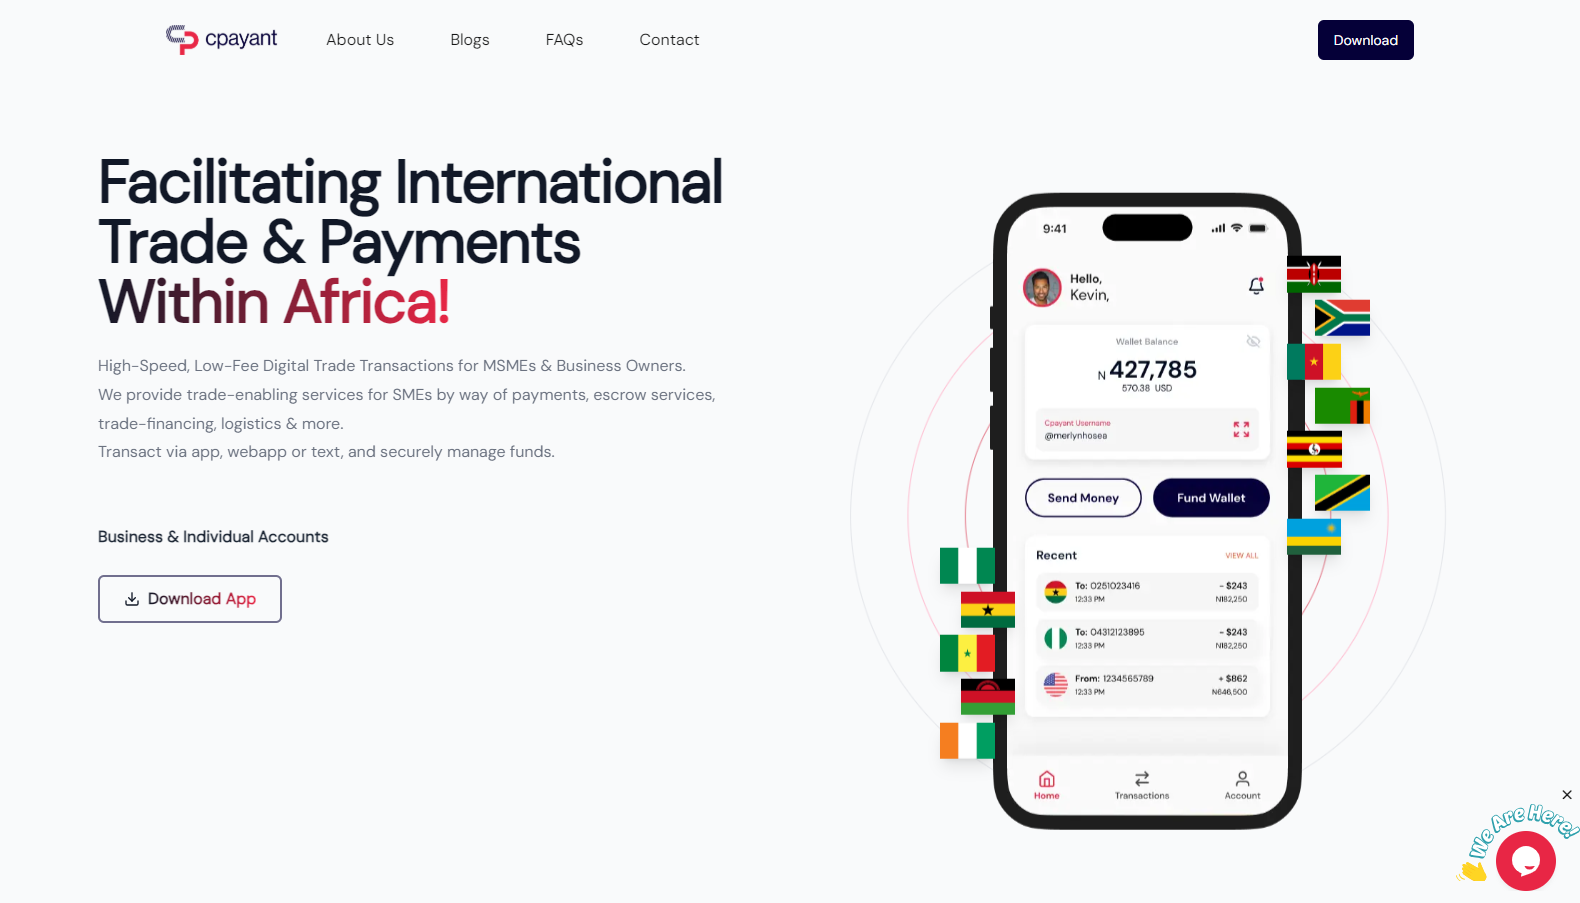 cpayant
About Us
Blogs
FAQs
Contact
Download
Facilitating International
Trade & Payments
Within Africa!
High-Speed, Low-Fee Digital Trade Transactions for MSMEs & Business Owners.
We provide trade-enabling services for SMEs by way of payments, escrow services,
trade-financing, logistics & more.
Transact via app, webapp or text, and securely manage funds.
Business & Individual Accounts
Download App
9:41
Hello,
Kevin,
Wallet Balance
N 427,785
570.38 USD
Cpayant Username
@merlynhosea
Send Money
Fund Wallet
Recent
VIEW ALL
To: 0251023416
- $243
12:33 PM
N182,250
To: 04312123895
- $243
12:33 PM
N182,250
From: 1234565789
+ $862
12:33 PM
N646,500
Home
Transactions
Account
We Are Here!